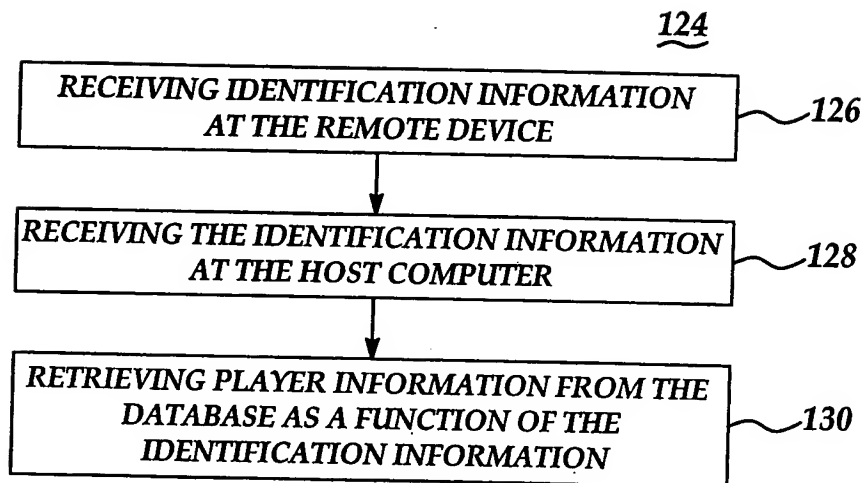 124
RECEIVING IDENTIFICATION INFORMATION
AT THE REMOTE DEVICE
126
RECEIVING THE IDENTIFICATION INFORMATION
AT THE HOST COMPUTER
128
RETRIEVING PLAYER INFORMATION FROM THE
DATABASE AS A FUNCTION OF THE
IDENTIFICATION INFORMATION
130